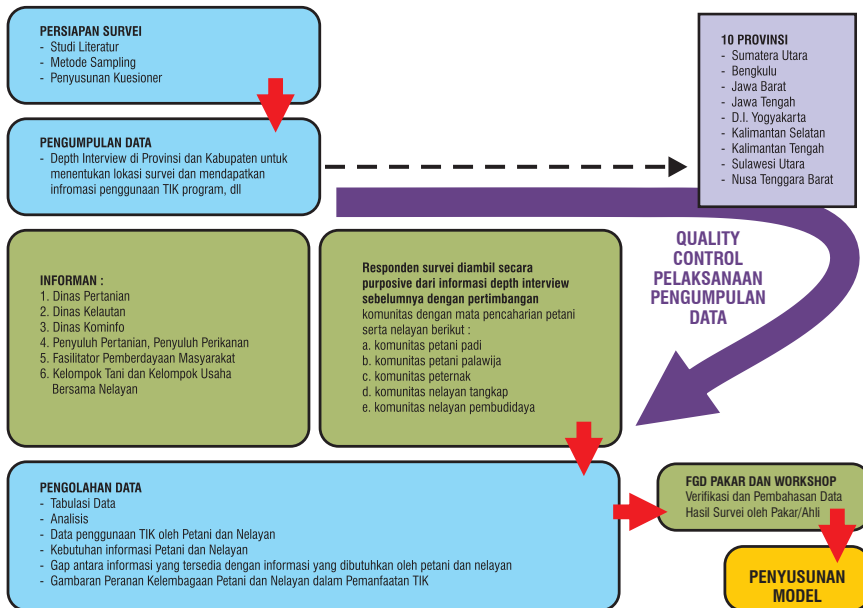 PERSIAPAN SURVEI
- Studi Literatur
- Metode Sampling
- Penyusunan Kuesioner
PENGUMPULAN DATA
- Depth Interview di Provinsi dan Kabupaten untuk
menentukan lokasi survei dan mendapatkan
infromasi penggunaan TIK program, dll
10 PROVINSI
- Sumatera Utara
- Bengkulu
- Jawa Barat
- Jawa Tengah
- D.I. Yogyakarta
- Kalimantan Selatan
- Kalimantan Tengah
- Sulawesi Utara
- Nusa Tenggara Barat
QUALITY
CONTROL
PELAKSANAAN
PENGUMPULAN
DATA
INFORMAN :
1. Dinas Pertanian
2. Dinas Kelautan
3. Dinas Kominfo
4. Penyuluh Pertanian, Penyuluh Perikanan
5. Fasilitator Pemberdayaan Masyarakat
6. Kelompok Tani dan Kelompok Usaha
Bersama Nelayan
Responden survei diambil secara
purposive dari informasi depth interview
sebelumnya dengan pertimbangan
komunitas dengan mata pencaharian petani
serta nelayan berikut :
a. komunitas petani padi
b. komunitas petani palawija
c. komunitas peternak
d. komunitas nelayan tangkap
e. komunitas nelayan pembudidaya
PENGOLAHAN DATA
- Tabulasi Data
- Analisis
- Data penggunaan TIK oleh Petani dan Nelayan
- Kebutuhan informasi Petani dan Nelayan
- Gap antara informasi yang tersedia dengan informasi yang dibutuhkan oleh petani dan nelayan
- Gambaran Peranan Kelembagaan Petani dan Nelayan dalam Pemanfaatan TIK
FGD PAKAR DAN WORKSHOP
Verifikasi dan Pembahasan Data
Hasil Survei oleh Pakar/Ahli
PENYUSUNAN
MODEL